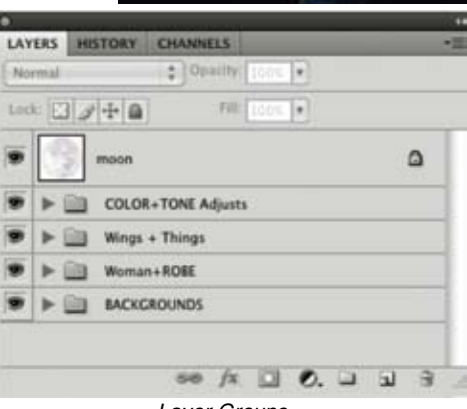 LAYERS HISTORY CHANNELS
Normal Opacity: 100%
Lock: Fill: 100%
moon
COLOR+TONE Adjusts
Wings + Things
Woman+ROBE
BACKGROUNDS
fx
Layer Groups